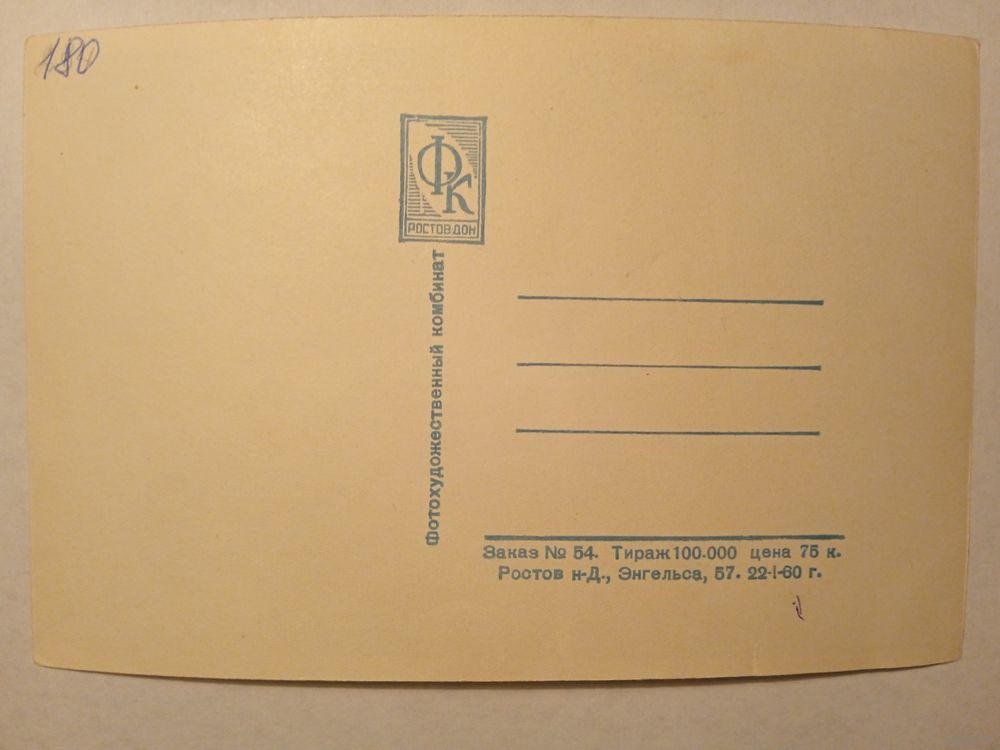 180
ФК
РОСТОВ-ДОН
Фотохудожественный комбинат
Заказ № 54. Тираж 100.000 цена 75 к.
Ростов н-Д., Энгельса, 57. 22-I-60 г.